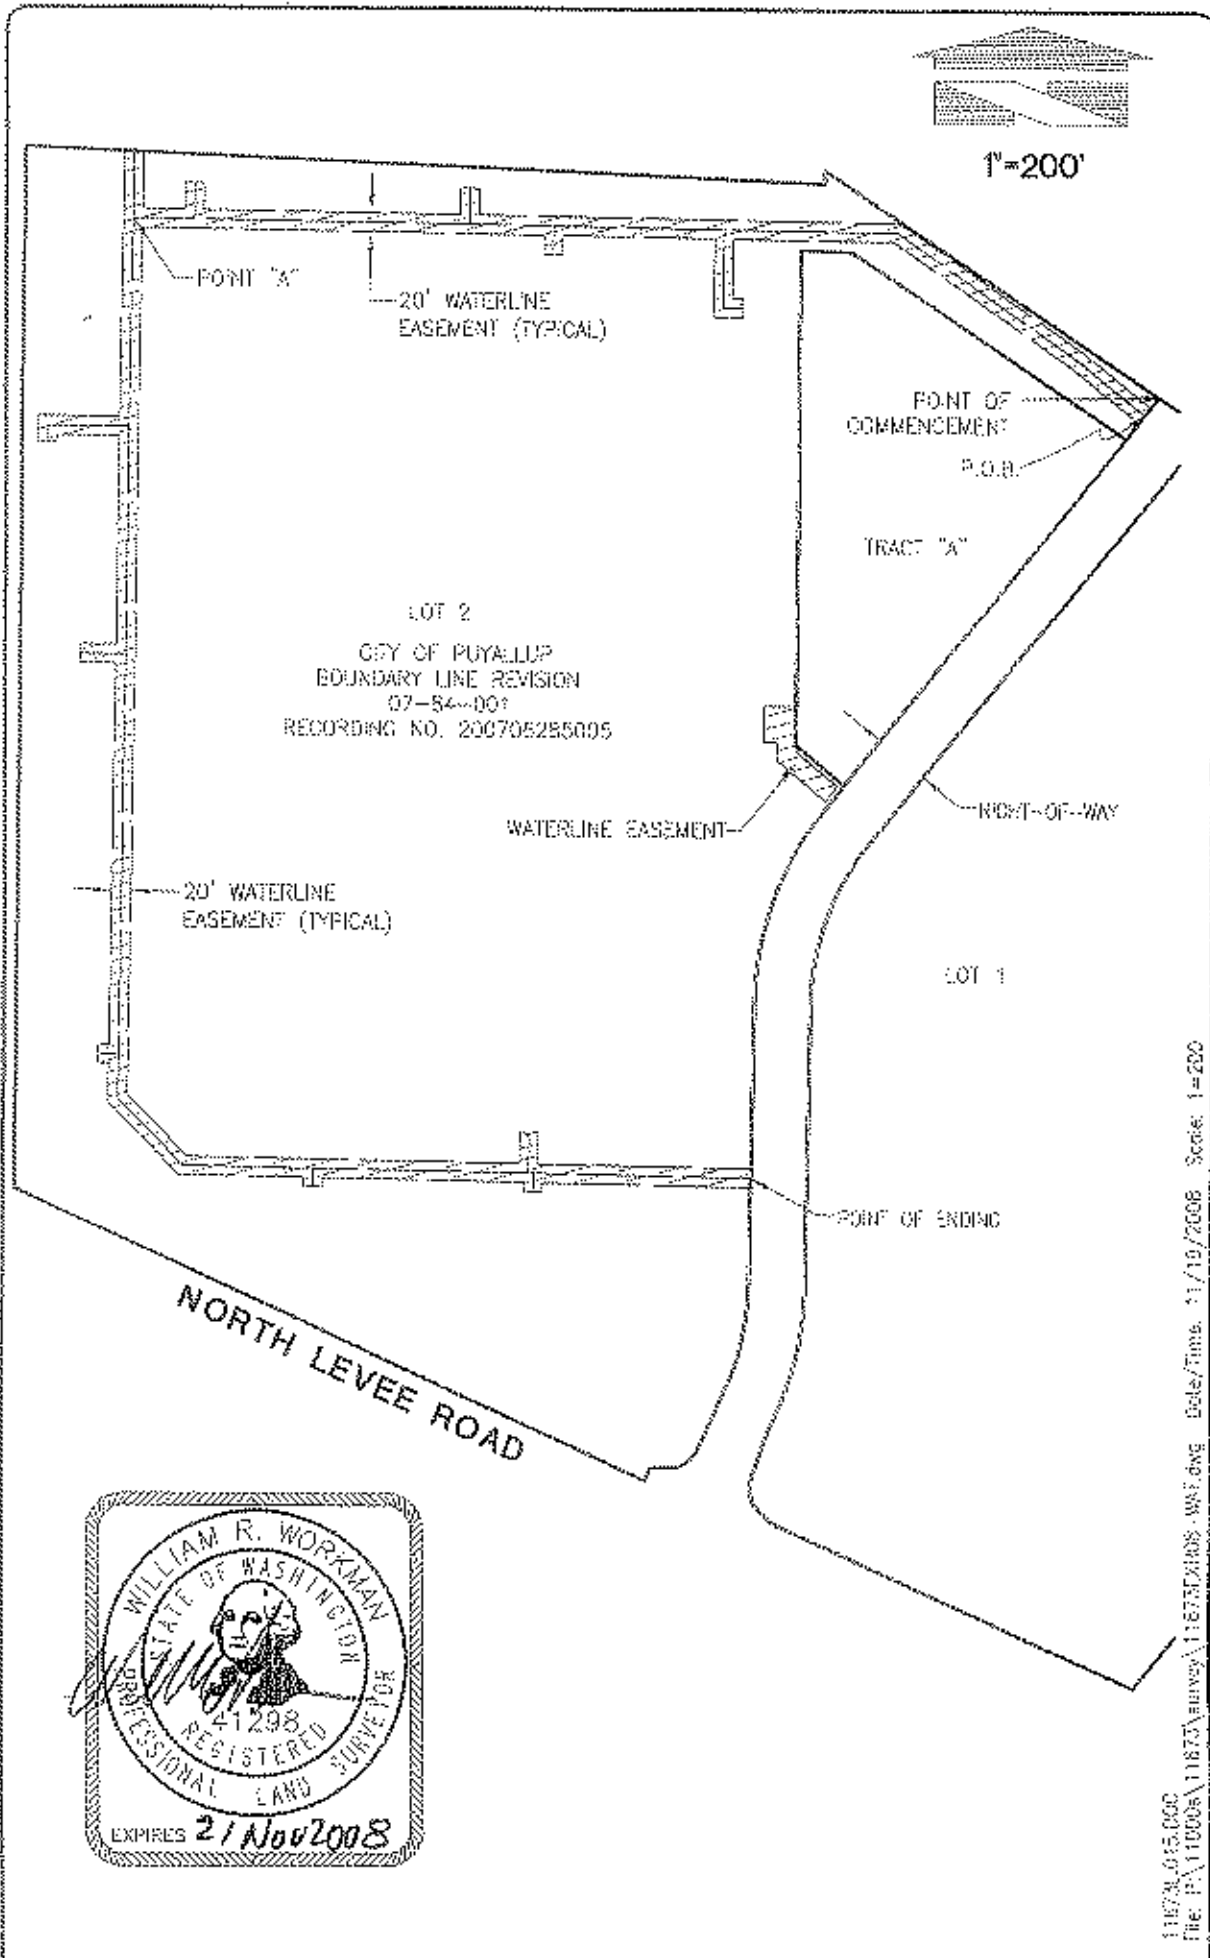 1"=200'
POINT "A"
20' WATERLINE
EASEMENT (TYPICAL)
POINT OF
COMMENCEMENT
P.O.B.
TRACT "A"
LOT 2
CITY OF PUYALLUP
BOUNDARY LINE REVISION
07-84-001
RECORDING NO. 200705285005
WATERLINE EASEMENT
RIGHT-OF-WAY
20' WATERLINE
EASEMENT (TYPICAL)
LOT 1
POINT OF ENDING
NORTH LEVEE ROAD
WILLIAM R. WORKMAN
STATE OF WASHINGTON
41298
REGISTERED
PROFESSIONAL LAND SURVEYOR
EXPIRES 21 Nov 2008
Date/Time: 11/19/2008 Scale: 1=200